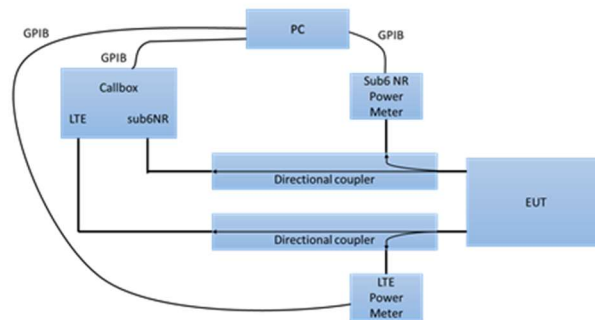 GPIB
PC
GPIB
GPIB
Callbox
LTE sub6NR
Sub6 NR
Power
Meter
Directional coupler
EUT
Directional coupler
LTE
Power
Meter